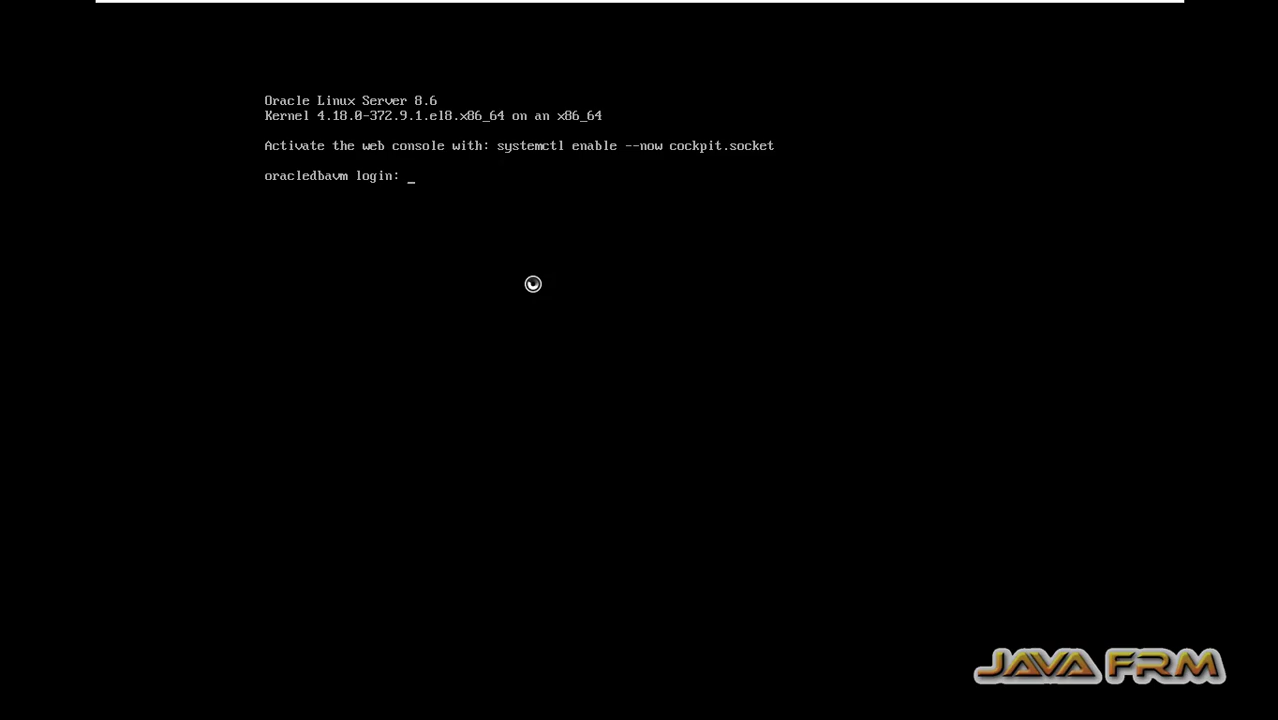 Oracle Linux Server 8.6
Kernel 4.18.0-372.9.1.el8.x86_64 on an x86_64
Activate the web console with: systemctl enable --now cockpit.socket
oracledbavm login: _
JAVA FRM